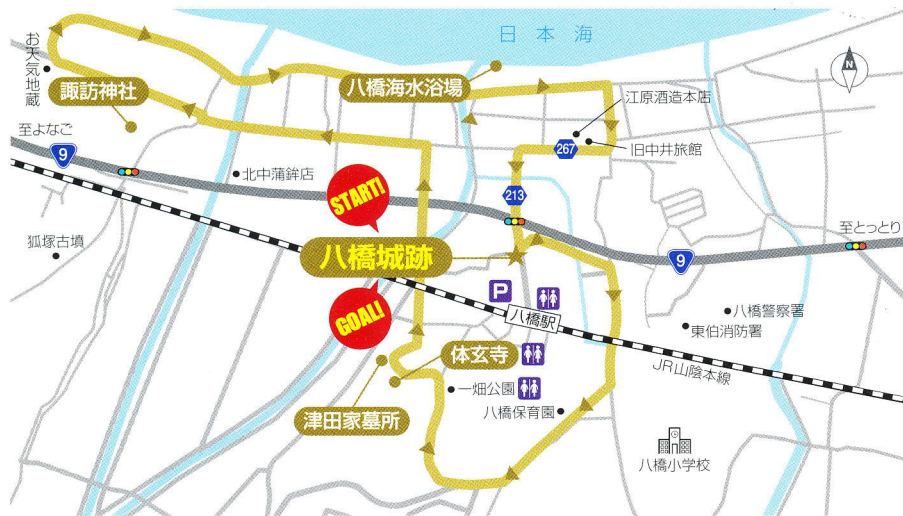 日本海
お天気地蔵
諏訪神社
八橋海水浴場
N
江原酒造本店
267
旧中井旅館
至よなご
9
北中蒲鉾店
START!
213
至とっとり
狐塚古墳
八橋城跡
9
P
八橋駅
八橋警察署
東伯消防署
GOAL!
JR山陰本線
体玄寺
一畑公園
津田家墓所
八橋保育園
八橋小学校